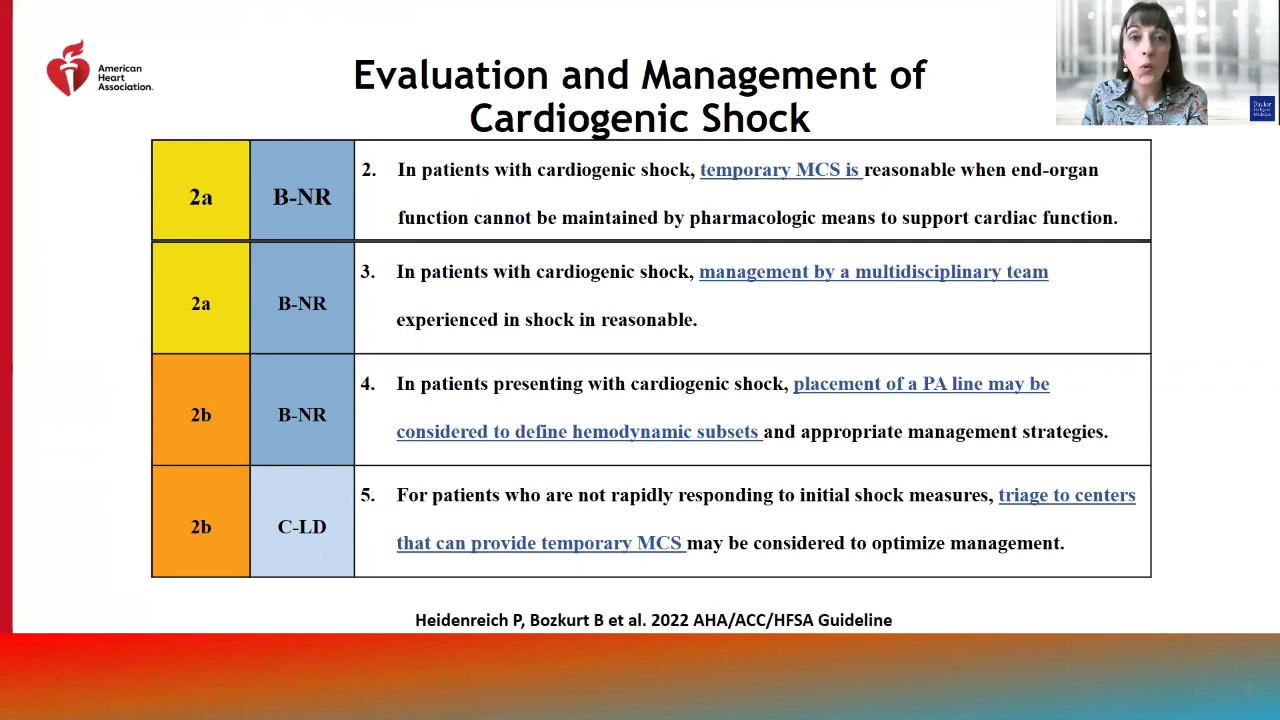 American
Heart
Association.
Evaluation and Management of
Cardiogenic Shock
2a
B-NR
2. In patients with cardiogenic shock, temporary MCS is reasonable when end-organ
function cannot be maintained by pharmacologic means to support cardiac function.
2a
B-NR
3. In patients with cardiogenic shock, management by a multidisciplinary team
experienced in shock in reasonable.
2b
B-NR
4. In patients presenting with cardiogenic shock, placement of a PA line may be
considered to define hemodynamic subsets and appropriate management strategies.
2b
C-LD
5. For patients who are not rapidly responding to initial shock measures, triage to centers
that can provide temporary MCS may be considered to optimize management.
Heidenreich P, Bozkurt B et al. 2022 AHA/ACC/HFSA Guideline
Baylor